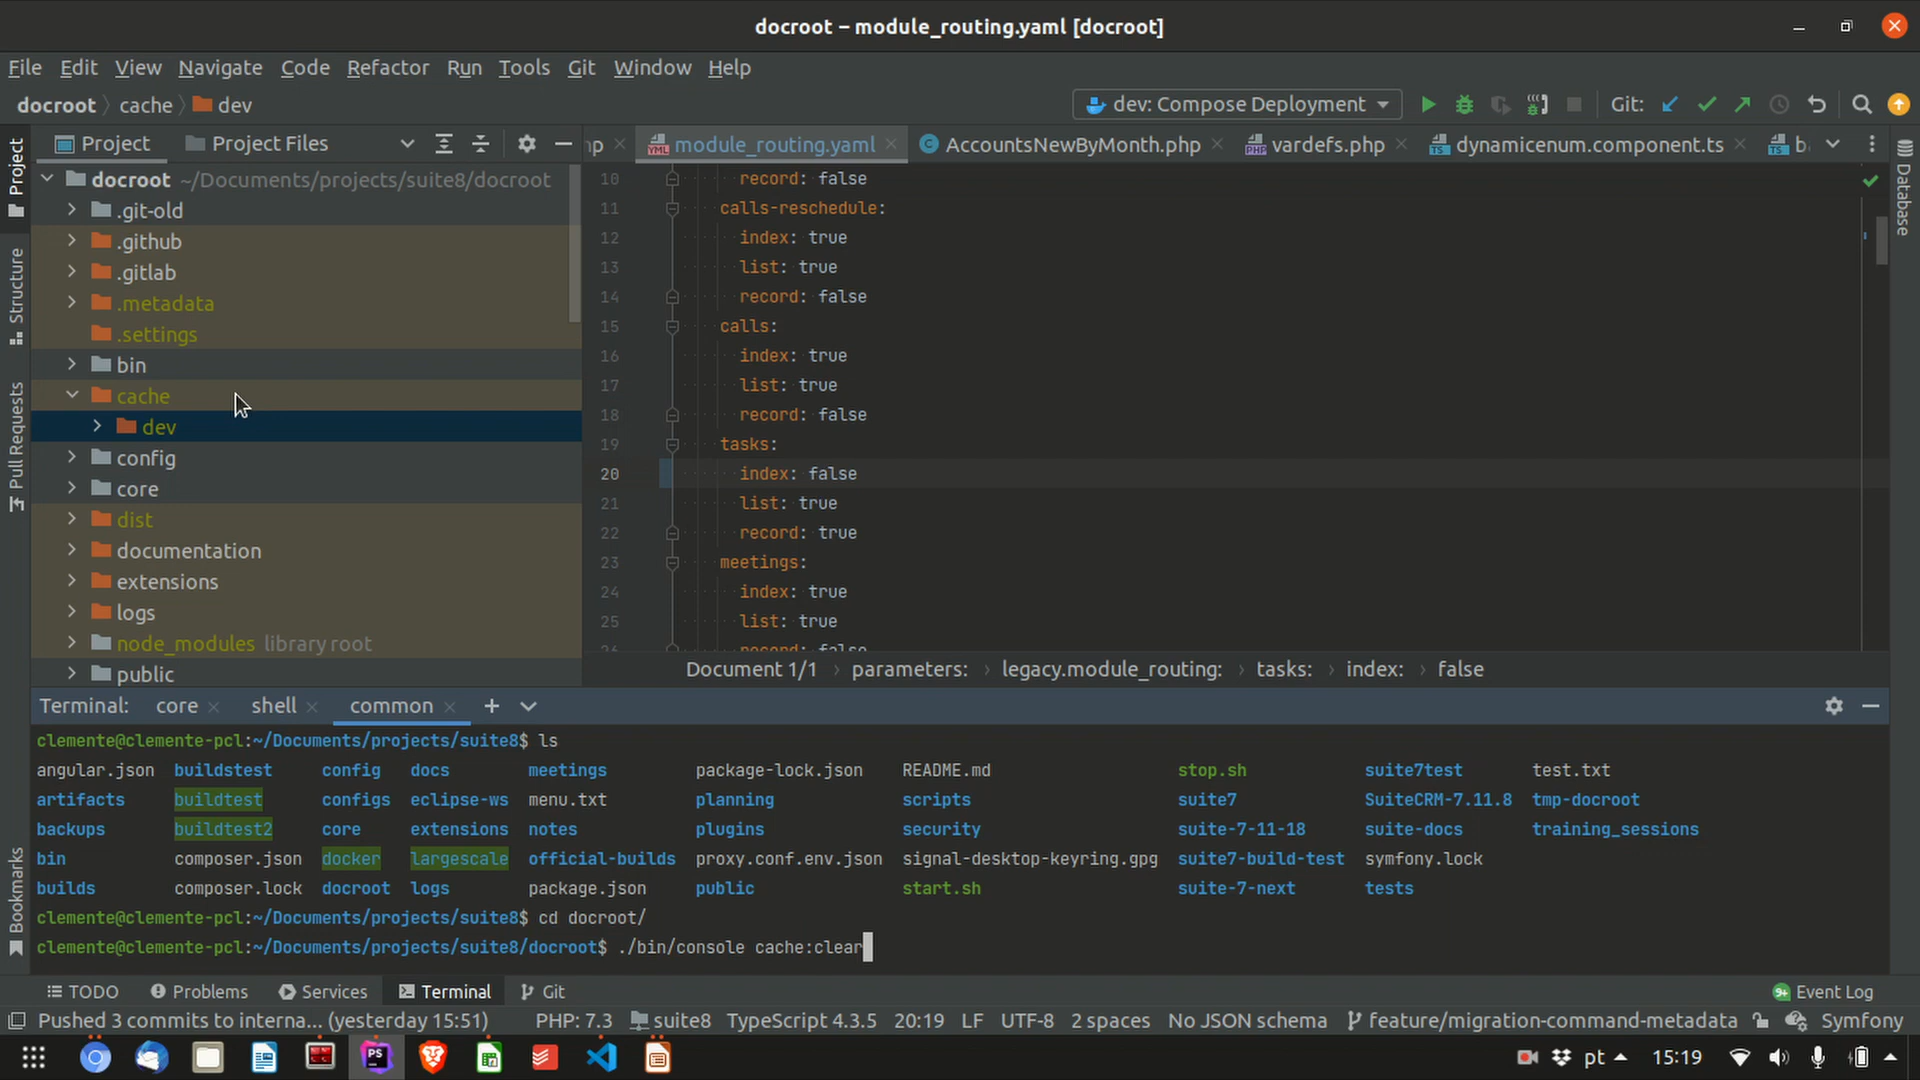 docroot – module_routing.yaml [docroot]
File Edit View Navigate Code Refactor Run Tools Git Window Help
docroot cache dev
dev: Compose Deployment Git:
Project Project Files
np module_routing.yaml AccountsNewByMonth.php vardefs.php dynamicenum.component.ts b
Project
Structure
Pull Requests
Bookmarks
Database
docroot ~/Documents/projects/suite8/docroot
.git-old
.github
.gitlab
.metadata
.settings
bin
cache
dev
config
core
dist
documentation
extensions
logs
node_modules library root
public
10 record: false
11 calls-reschedule:
12 index: true
13 list: true
14 record: false
15 calls:
16 index: true
17 list: true
18 record: false
19 tasks:
20 index: false
21 list: true
22 record: true
23 meetings:
24 index: true
25 list: true
26 record: false
Document 1/1 parameters: legacy.module_routing: tasks: index: false
Terminal: core shell common
clemente@clemente-pcl:~/Documents/projects/suite8$ ls
angular.json buildstest config docs meetings package-lock.json README.md stop.sh suite7test test.txt
artifacts buildtest configs eclipse-ws menu.txt planning scripts suite7 SuiteCRM-7.11.8 tmp-docroot
backups buildtest2 core extensions notes plugins security suite-7-11-18 suite-docs training_sessions
bin composer.json docker largescale official-builds proxy.conf.env.json signal-desktop-keyring.gpg suite7-build-test symfony.lock
builds composer.lock docroot logs package.json public start.sh suite-7-next tests
clemente@clemente-pcl:~/Documents/projects/suite8$ cd docroot/
clemente@clemente-pcl:~/Documents/projects/suite8/docroot$ ./bin/console cache:clear
TODO Problems Services Terminal Git 9+ Event Log
Pushed 3 commits to interna... (yesterday 15:51) PHP: 7.3 suite8 TypeScript 4.3.5 20:19 LF UTF-8 2 spaces No JSON schema feature/migration-command-metadata Symfony
PS pt 15:19